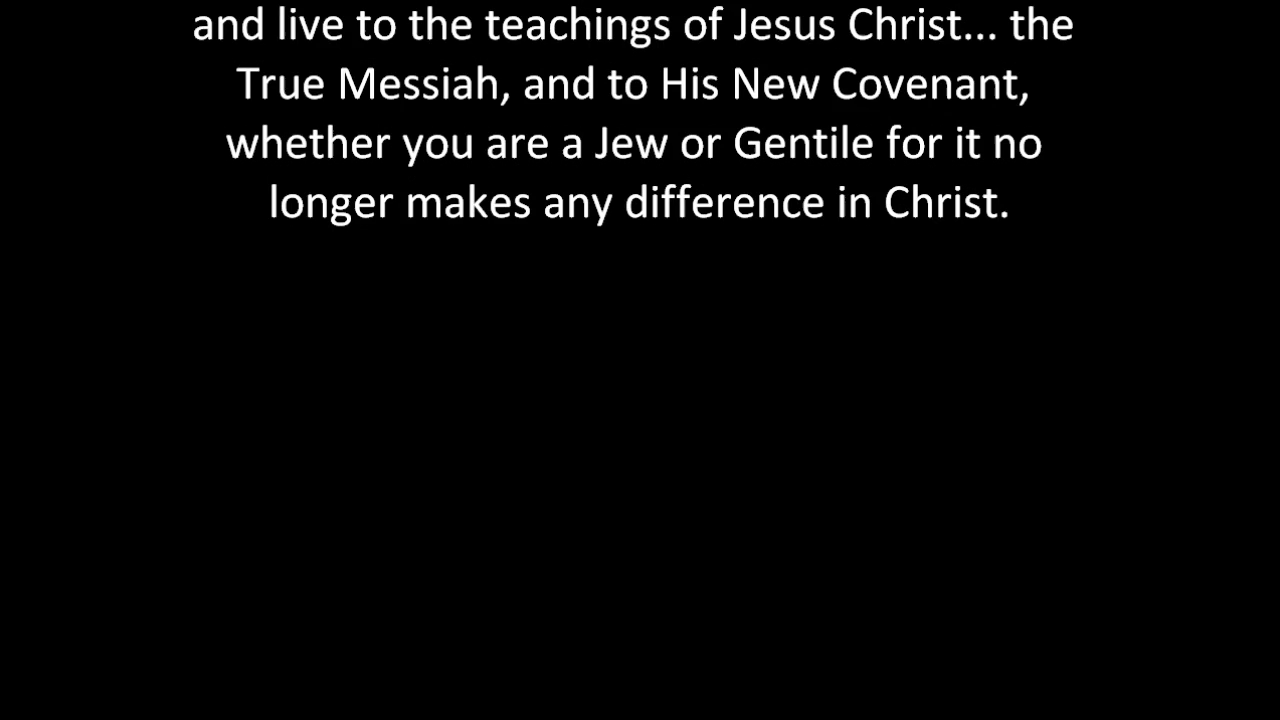 and live to the teachings of Jesus Christ... the
True Messiah, and to His New Covenant,
whether you are a Jew or Gentile for it no
longer makes any difference in Christ.